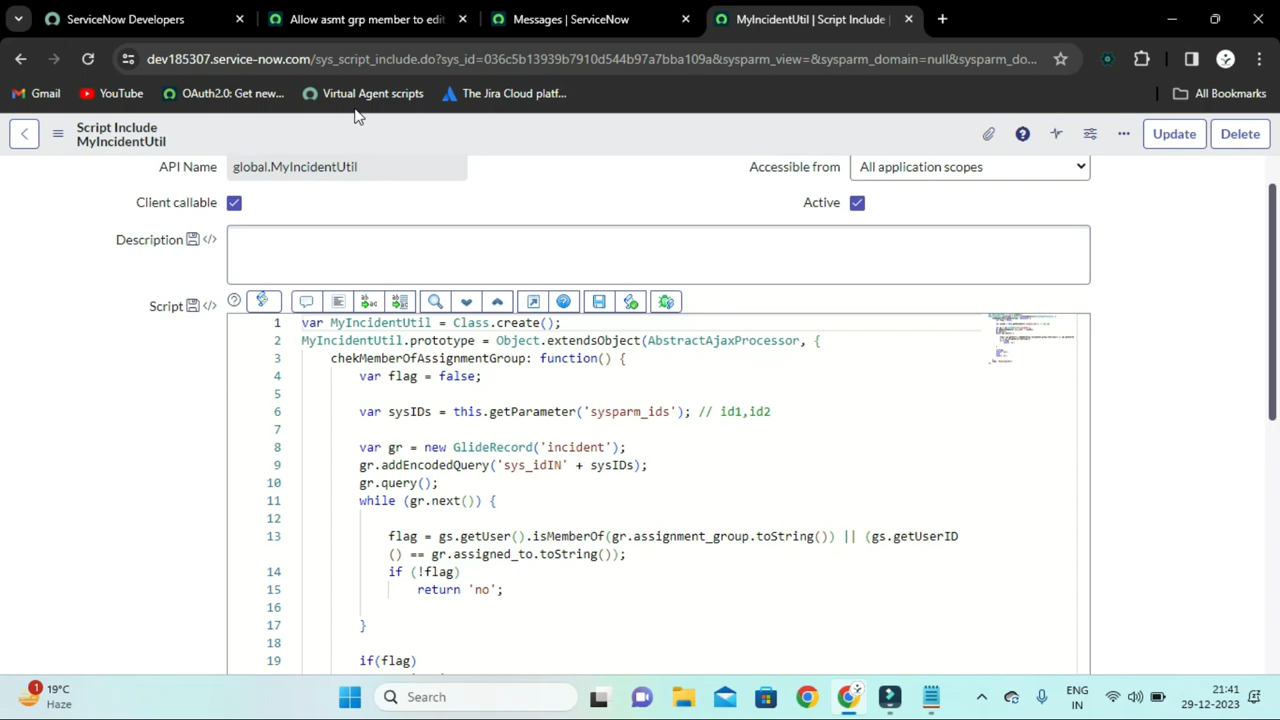 ServiceNow Developers
Allow asmt grp member to edit
Messages | ServiceNow
MyIncidentUtil | Script Include |
dev185307.service-now.com/sys_script_include.do?sys_id=036c5b13939b7910d544b97a7bba109a&sysparm_view=&sysparm_domain=null&sysparm_do...
Gmail
YouTube
OAuth2.0: Get new...
Virtual Agent scripts
The Jira Cloud platf...
All Bookmarks
Script Include
MyIncidentUtil
Update
Delete
API Name
global.MyIncidentUtil
Accessible from
All application scopes
Client callable
Active
Description
Script
1 var MyIncidentUtil = Class.create();
2 MyIncidentUtil.prototype = Object.extendsObject(AbstractAjaxProcessor, {
3 chekMemberOfAssignmentGroup: function() {
4 var flag = false;
5
6 var sysIDs = this.getParameter('sysparm_ids'); // id1,id2
7
8 var gr = new GlideRecord('incident');
9 gr.addEncodedQuery('sys_idIN' + sysIDs);
10 gr.query();
11 while (gr.next()) {
12
13 flag = gs.getUser().isMemberOf(gr.assignment_group.toString()) || (gs.getUserID
() == gr.assigned_to.toString());
14 if (!flag)
15 return 'no';
16
17 }
18
19 if(flag)
1
19°C
Haze
Search
ENG
IN
21:41
29-12-2023